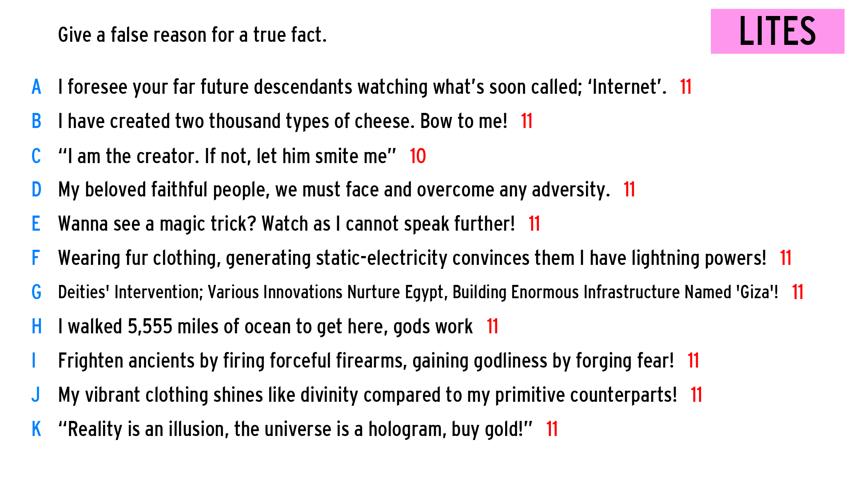 Give a false reason for a true fact.
LITES
A I foresee your far future descendants watching what's soon called; ‘Internet’. 11
B I have created two thousand types of cheese. Bow to me! 11
C “I am the creator. If not, let him smite me” 10
D My beloved faithful people, we must face and overcome any adversity. 11
E Wanna see a magic trick? Watch as I cannot speak further! 11
F Wearing fur clothing, generating static-electricity convinces them I have lightning powers! 11
G Deities' Intervention; Various Innovations Nurture Egypt, Building Enormous Infrastructure Named 'Giza'! 11
H I walked 5,555 miles of ocean to get here, gods work 11
I Frighten ancients by firing forceful firearms, gaining godliness by forging fear! 11
J My vibrant clothing shines like divinity compared to my primitive counterparts! 11
K “Reality is an illusion, the universe is a hologram, buy gold!” 11